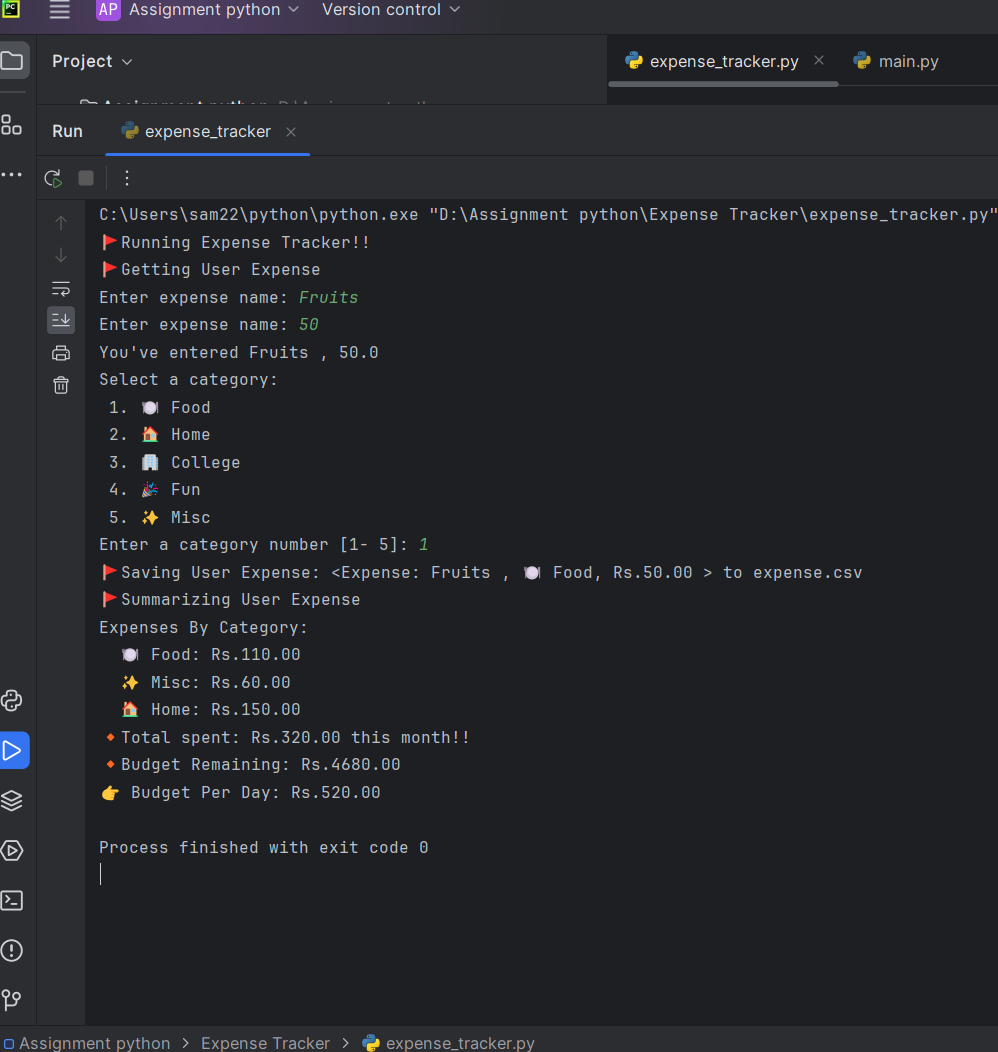 PC
AP Assignment python Version control
Project
expense_tracker.py main.py
Run expense_tracker
C:\Users\sam22\python\python.exe "D:\Assignment python\Expense Tracker\expense_tracker.py"
🚩Running Expense Tracker!!
🚩Getting User Expense
Enter expense name: Fruits
Enter expense name: 50
You've entered Fruits , 50.0
Select a category:
1. 🍽️ Food
2. 🏠 Home
3. 🏢 College
4. 🎉 Fun
5. ✨ Misc
Enter a category number [1- 5]: 1
🚩Saving User Expense: <Expense: Fruits , 🍽️ Food, Rs.50.00 > to expense.csv
🚩Summarizing User Expense
Expenses By Category:
🍽️ Food: Rs.110.00
✨ Misc: Rs.60.00
🏠 Home: Rs.150.00
🔸Total spent: Rs.320.00 this month!!
🔸Budget Remaining: Rs.4680.00
👉 Budget Per Day: Rs.520.00
Process finished with exit code 0
Assignment python > Expense Tracker > expense_tracker.py